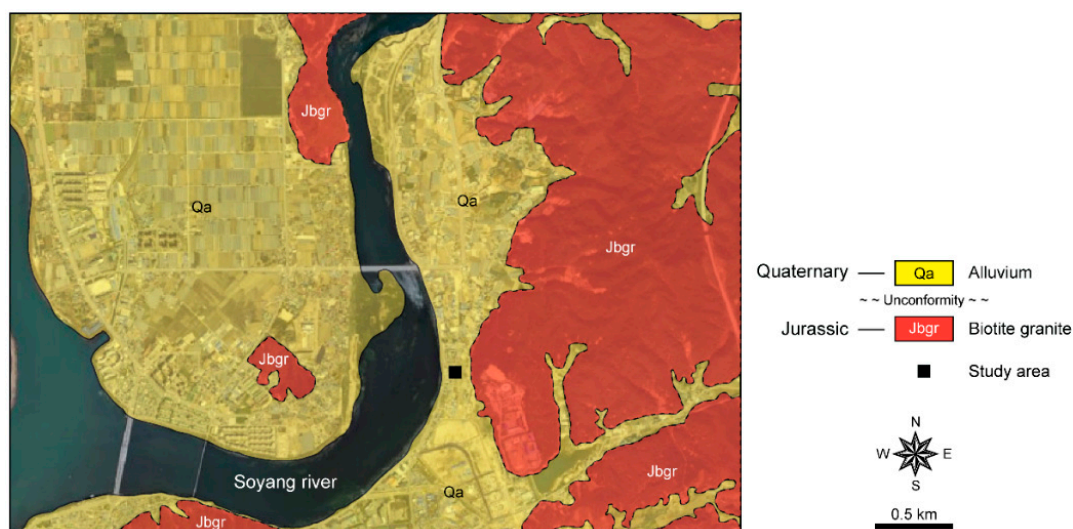 Jbgr
Qa
Qa
Jbgr
Jbgr
Jbgr
Soyang river
Qa
Jbgr
Quaternary
Qa
Alluvium
~ ~ Unconformity ~ ~
Jurassic
Jbgr
Biotite granite
Study area
N
W
E
S
0.5 km